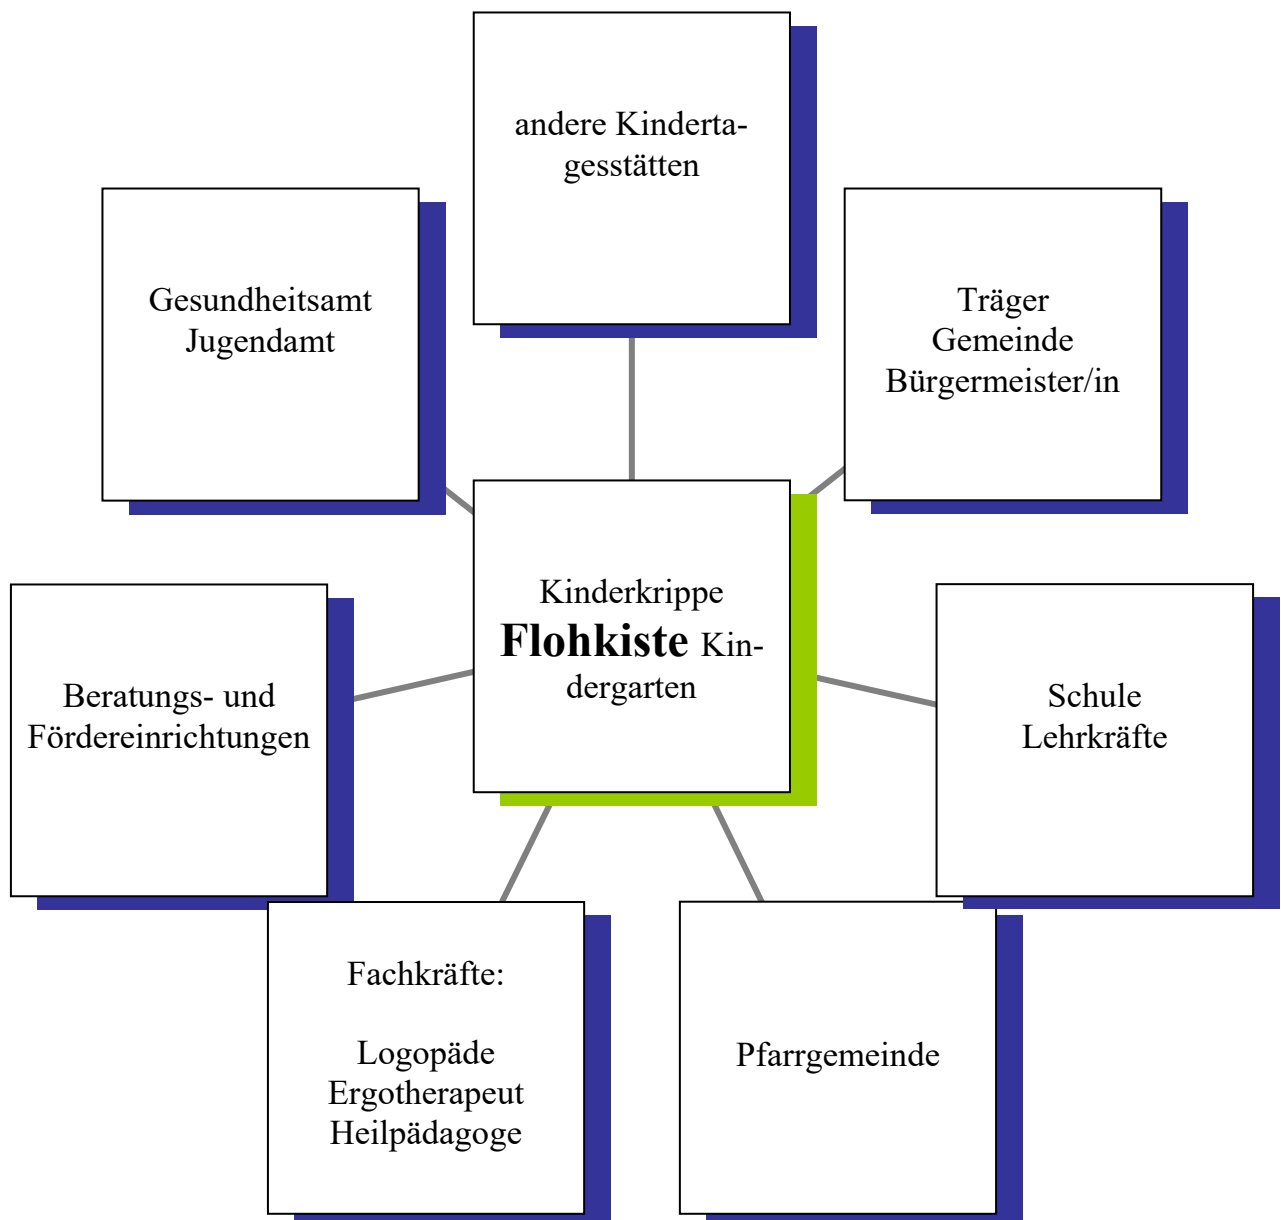 andere Kinderta-
gesstätten
Gesundheitsamt
Jugendamt
Träger
Gemeinde
Bürgermeister/in
Kinderkrippe
Flohkiste Kin-
dergarten
Beratungs- und
Fördereinrichtungen
Schule
Lehrkräfte
Fachkräfte:
Logopäde
Ergotherapeut
Heilpädagoge
Pfarrgemeinde